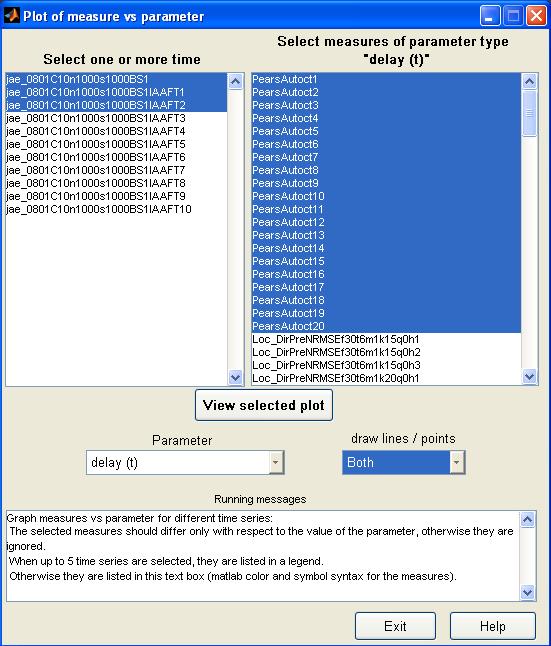 Plot of measure vs parameter
Select one or more time
Select measures of parameter type
"delay (t)"
jae_0801C10n1000s1000BS1
jae_0801C10n1000s1000BS1IAAFT1
jae_0801C10n1000s1000BS1IAAFT2
jae_0801C10n1000s1000BS1IAAFT3
jae_0801C10n1000s1000BS1IAAFT4
jae_0801C10n1000s1000BS1IAAFT5
jae_0801C10n1000s1000BS1IAAFT6
jae_0801C10n1000s1000BS1IAAFT7
jae_0801C10n1000s1000BS1IAAFT8
jae_0801C10n1000s1000BS1IAAFT9
jae_0801C10n1000s1000BS1IAAFT10
PearsAutoct1
PearsAutoct2
PearsAutoct3
PearsAutoct4
PearsAutoct5
PearsAutoct6
PearsAutoct7
PearsAutoct8
PearsAutoct9
PearsAutoct10
PearsAutoct11
PearsAutoct12
PearsAutoct13
PearsAutoct14
PearsAutoct15
PearsAutoct16
PearsAutoct17
PearsAutoct18
PearsAutoct19
PearsAutoct20
Loc_DirPreNRMSEf30t6m1k15q0h1
Loc_DirPreNRMSEf30t6m1k15q0h2
Loc_DirPreNRMSEf30t6m1k15q0h3
Loc_DirPreNRMSEf30t6m1k20q0h1
View selected plot
Parameter
draw lines / points
delay (t)
Both
Running messages
Graph measures vs parameter for different time series:
The selected measures should differ only with respect to the value of the parameter, otherwise they are
ignored.
When up to 5 time series are selected, they are listed in a legend.
Otherwise they are listed in this text box (matlab color and symbol syntax for the measures).
Exit
Help